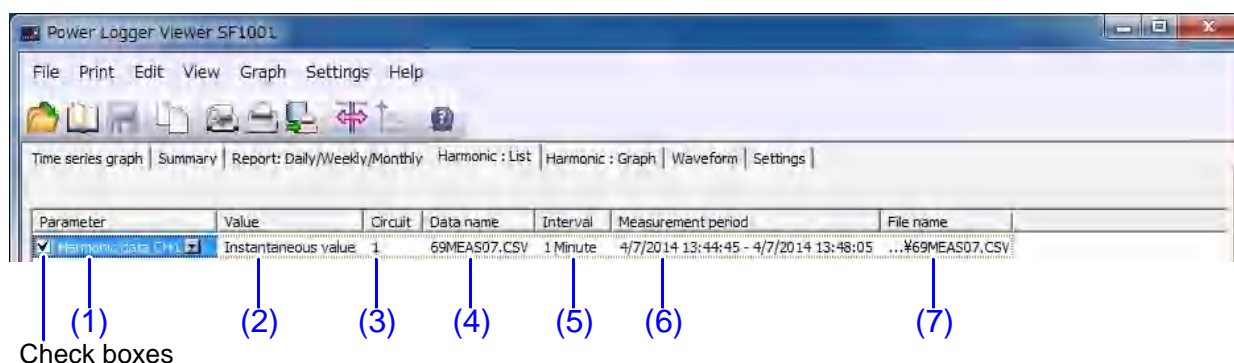 Power Logger Viewer SF1001
File Print Edit View Graph Settings Help
Time series graph Summary Report: Daily/Weekly/Monthly Harmonic : List Harmonic : Graph Waveform Settings
Parameter Value Circuit Data name Interval Measurement period File name
Harmonic data CH1 Instantaneous value 1 69MEAS07.CSV 1 Minute 4/7/2014 13:44:45 - 4/7/2014 13:48:05 ...¥69MEAS07.CSV
(1) (2) (3) (4) (5) (6) (7)
Check boxes